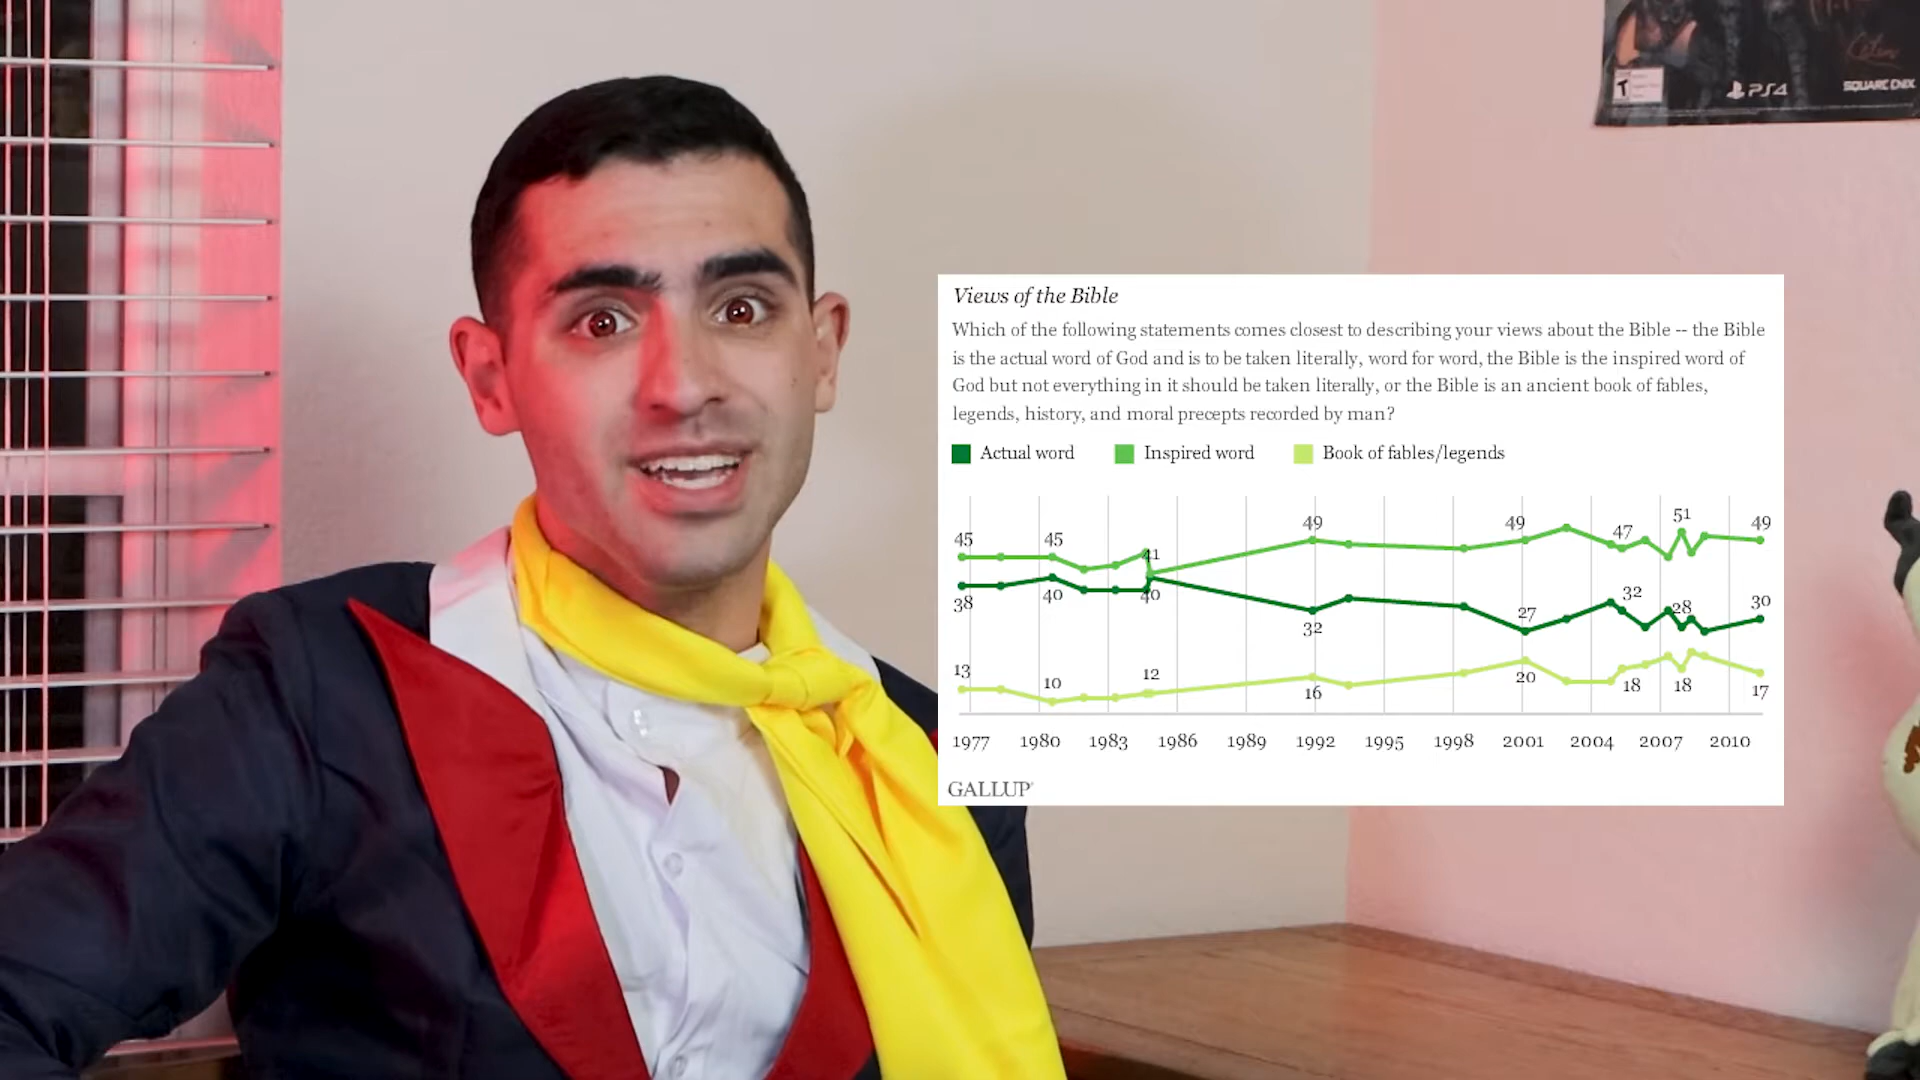 T
PS4
SQUARE ENIX
Views of the Bible
Which of the following statements comes closest to describing your views about the Bible -- the Bible
is the actual word of God and is to be taken literally, word for word, the Bible is the inspired word of
God but not everything in it should be taken literally, or the Bible is an ancient book of fables,
legends, history, and moral precepts recorded by man?
Actual word Inspired word Book of fables/legends
45 45 41 49 49 47 51 49
38 40 40 32 27 32 28 30
13 10 12 16 20 18 18 17
1977 1980 1983 1986 1989 1992 1995 1998 2001 2004 2007 2010
GALLUP